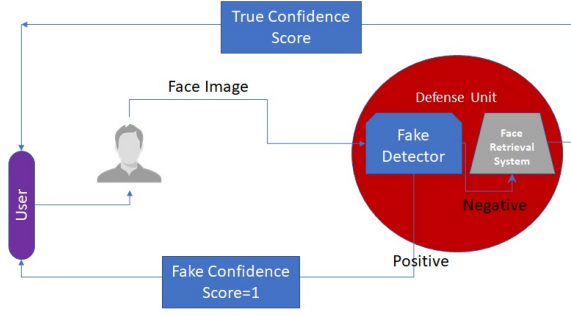 True Confidence
Score
Face Image
Defense Unit
Fake
Detector
Face
Retrieval
System
User
Negative
Positive
Fake Confidence
Score=1